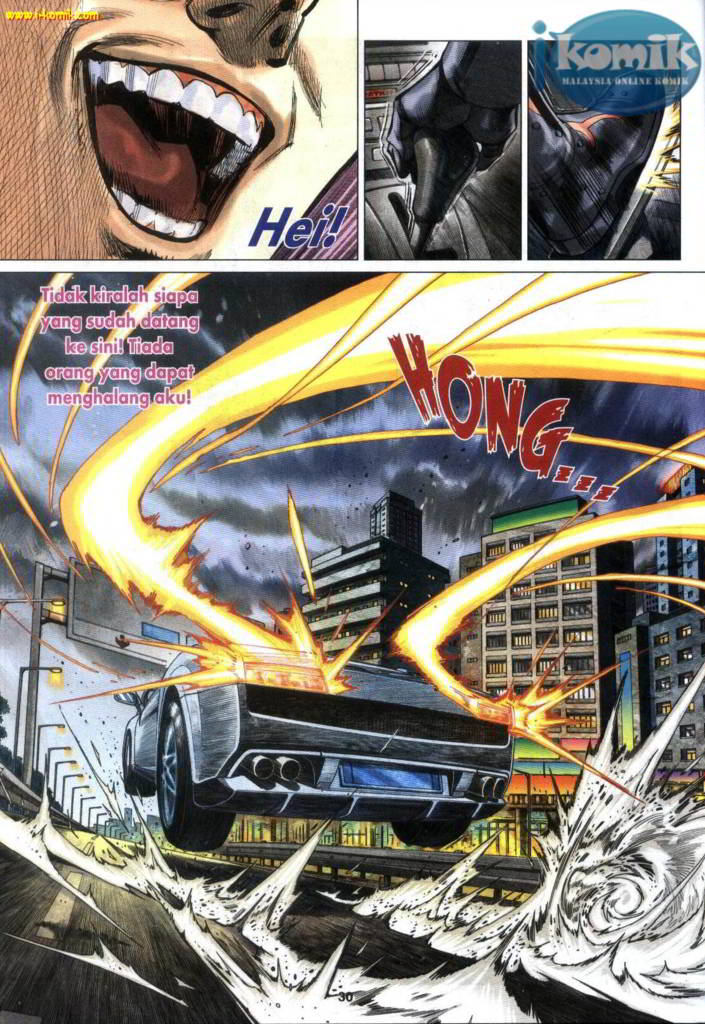 www.i-komik.com
iKomik
MALAYSIA ONLINE KOMIK
Hei!
Tidak kiralah siapa
yang sudah datang
ke sini! Tiada
orang yang dapat
menghalang aku!
HONG...
30